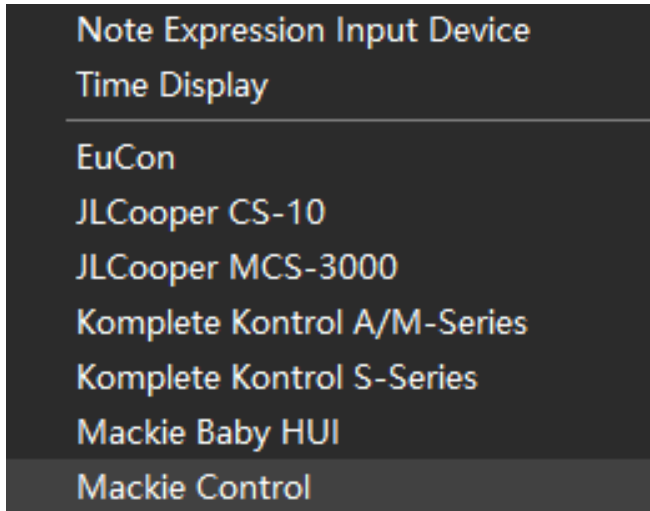 Note Expression Input Device
Time Display
EuCon
JLCooper CS-10
JLCooper MCS-3000
Komplete Kontrol A/M-Series
Komplete Kontrol S-Series
Mackie Baby HUI
Mackie Control